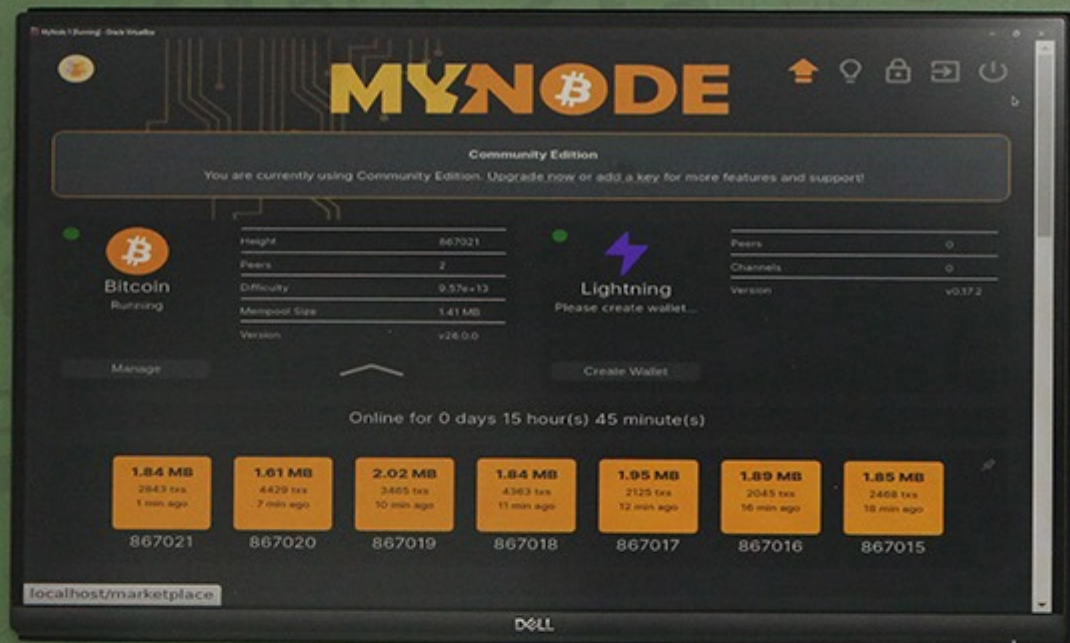 MyNode 1 [Running] - Oracle VirtualBox
MYNODE
Community Edition
You are currently using Community Edition. Upgrade now or add a key for more features and support!
Bitcoin
Running
Height 867021
Peers 2
Difficulty 9.57e+13
Mempool Size 1.41 MB
Version v26.0.0
Manage
Lightning
Please create wallet...
Peers 0
Channels 0
Version v0.17.2
Create Wallet
Online for 0 days 15 hour(s) 45 minute(s)
1.84 MB
2843 txs
1 min ago
867021
1.61 MB
4429 txs
7 min ago
867020
2.02 MB
3465 txs
10 min ago
867019
1.84 MB
4363 txs
11 min ago
867018
1.95 MB
2125 txs
12 min ago
867017
1.89 MB
2045 txs
16 min ago
867016
1.85 MB
2468 txs
18 min ago
867015
localhost/marketplace
DELL